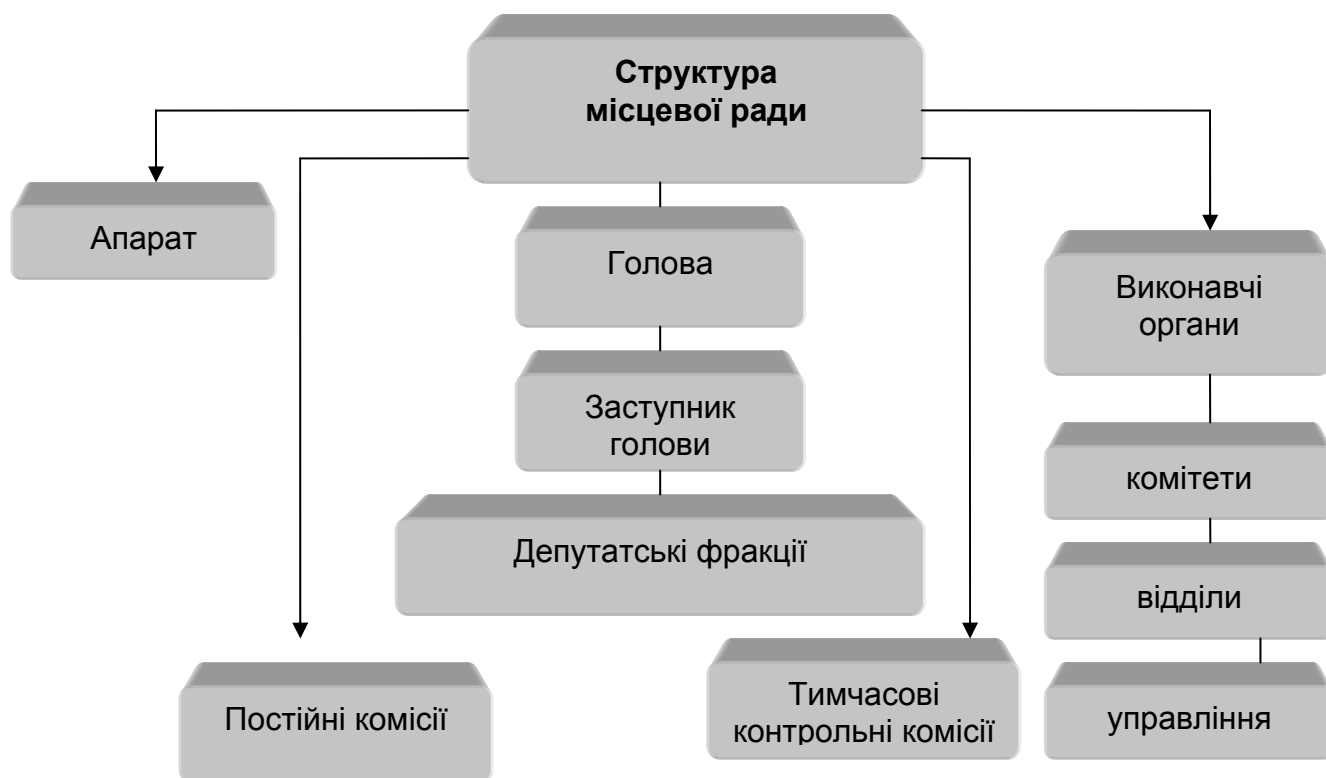 Структура
місцевої ради
Апарат
Голова
Виконавчі
органи
Заступник
голови
комітети
Депутатські фракції
відділи
Постійні комісії
Тимчасові
контрольні комісії
управління